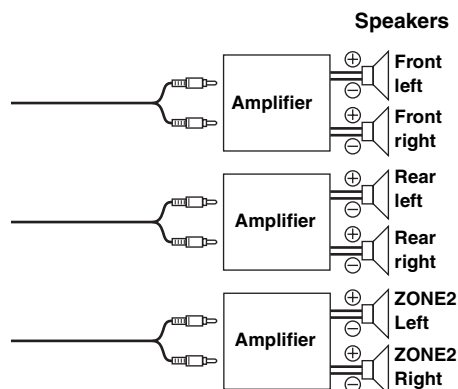 Speakers
Front
left
Amplifier
Front
right
Rear
left
Amplifier
Rear
right
ZONE2
Left
Amplifier
ZONE2
Right